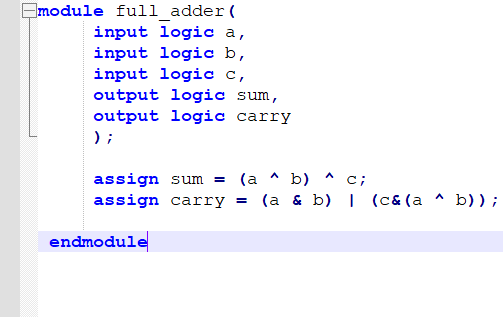 module full_adder(
input logic a,
input logic b,
input logic c,
output logic sum,
output logic carry
);
assign sum = (a ^ b) ^ c;
assign carry = (a & b) | (c&(a ^ b));
endmodule